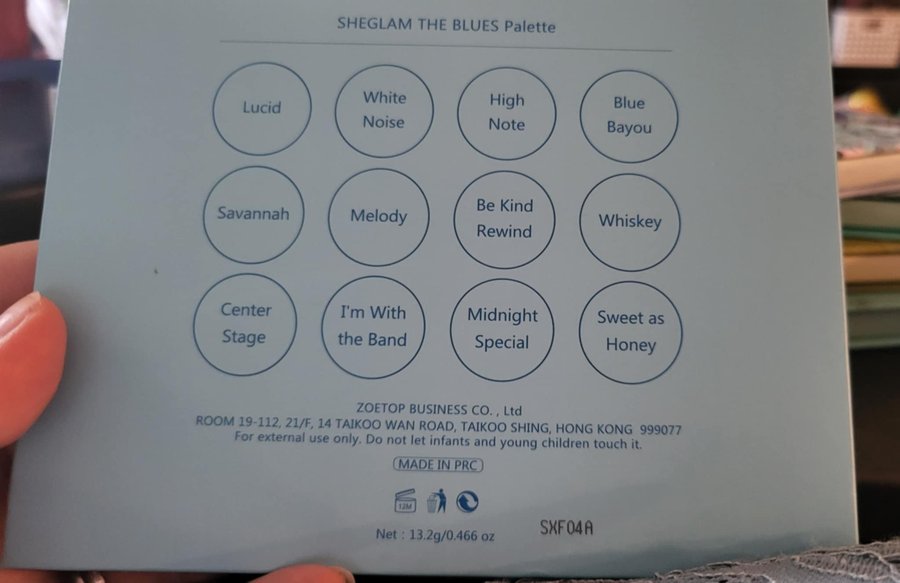 SHEGLAM THE BLUES Palette
Lucid
White
Noise
High
Note
Blue
Bayou
Savannah
Melody
Be Kind
Rewind
Whiskey
Center
Stage
I'm With
the Band
Midnight
Special
Sweet as
Honey
ZOETOP BUSINESS CO. , Ltd
ROOM 19-112, 21/F, 14 TAIKOO WAN ROAD, TAIKOO SHING, HONG KONG 999077
For external use only. Do not let infants and young children touch it.
MADE IN PRC
12M
Net : 13.2g/0.466 oz
SXF04A